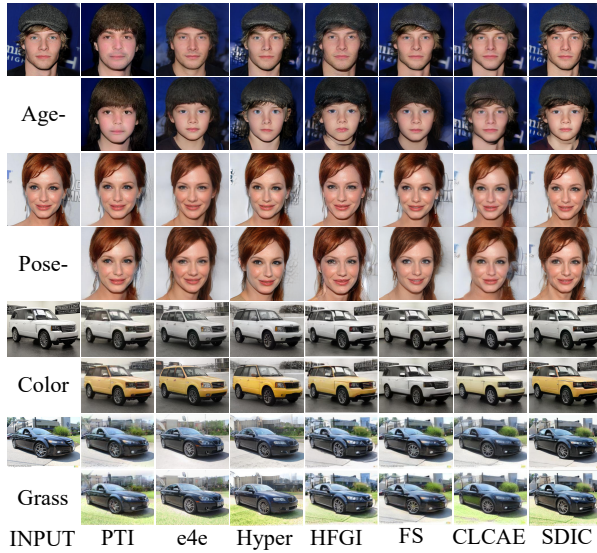 Age-
Pose-
Color
Grass
INPUT PTI e4e Hyper HFGI FS CLCAE SDIC